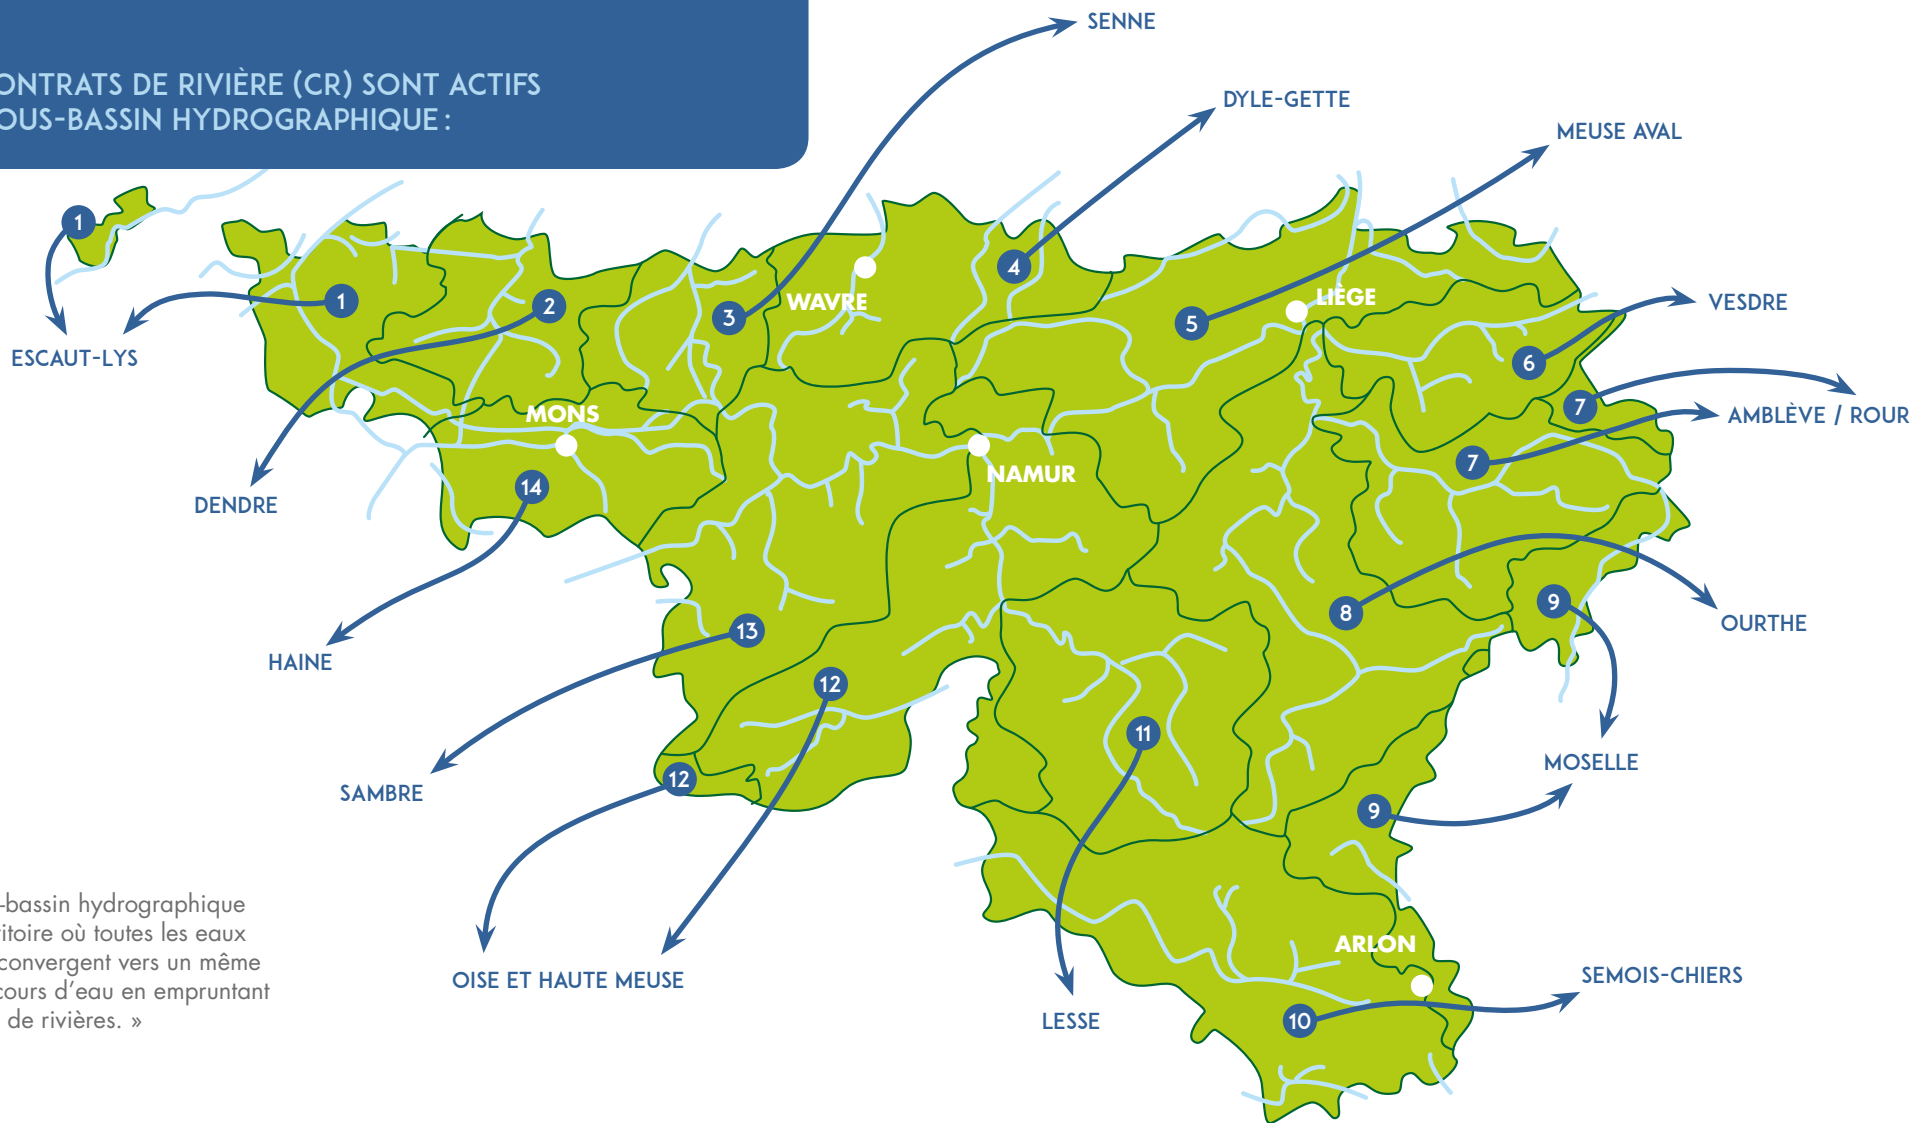 ONTRATS DE RIVIÈRE (CR) SONT ACTIFS
OUS-BASSIN HYDROGRAPHIQUE :
SENNE
DYLE-GETTE
MEUSE AVAL
1
ESCAUT-LYS
1
2
3
WAVRE
4
5
LIÈGE
VESDRE
6
7
AMBLÈVE / ROUR
7
MONS
NAMUR
DENDRE
14
8
9
OURTHE
HAINE
13
12
11
MOSELLE
SAMBRE
12
9
-bassin hydrographique
ritoire où toutes les eaux
convergent vers un même
cours d'eau en empruntant
de rivières. »
OISE ET HAUTE MEUSE
LESSE
ARLON
10
SEMOIS-CHIERS